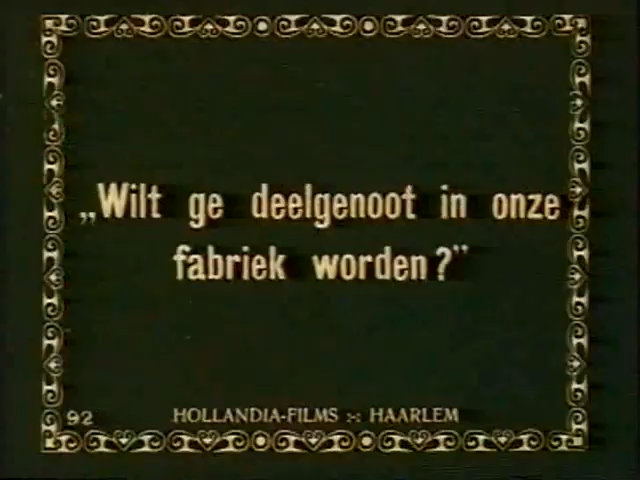 „Wilt ge deelgenoot in onze
fabriek worden?”
92
HOLLANDIA-FILMS :-: HAARLEM